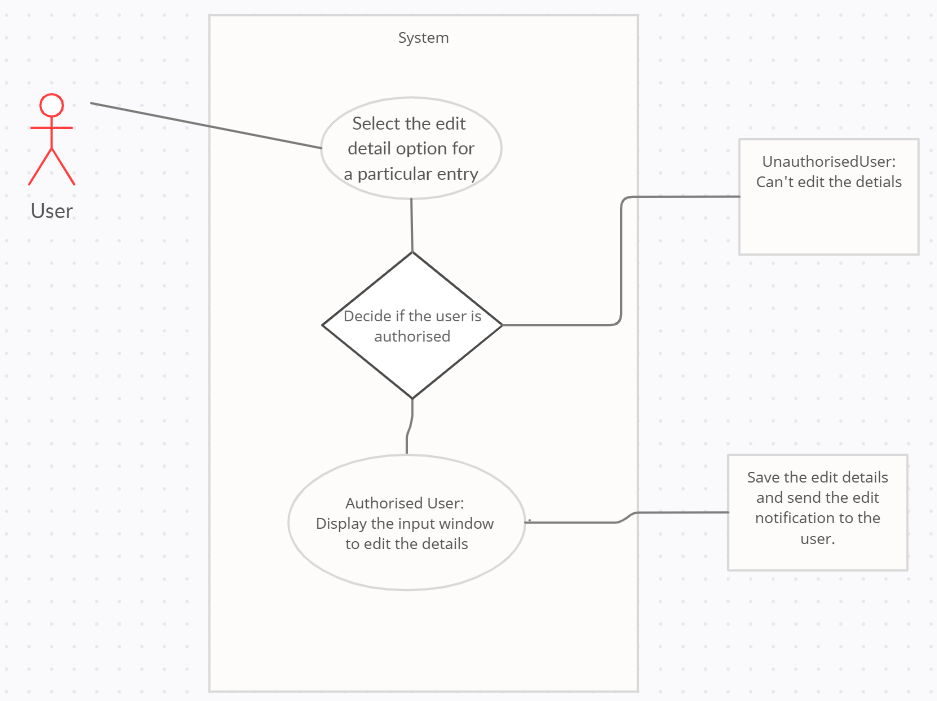 System
Select the edit
detail option for
a particular entry
User
UnauthorisedUser:
Can't edit the detials
Decide if the user is
authorised
Authorised User:
Display the input window
to edit the details
Save the edit details
and send the edit
notification to the
user.